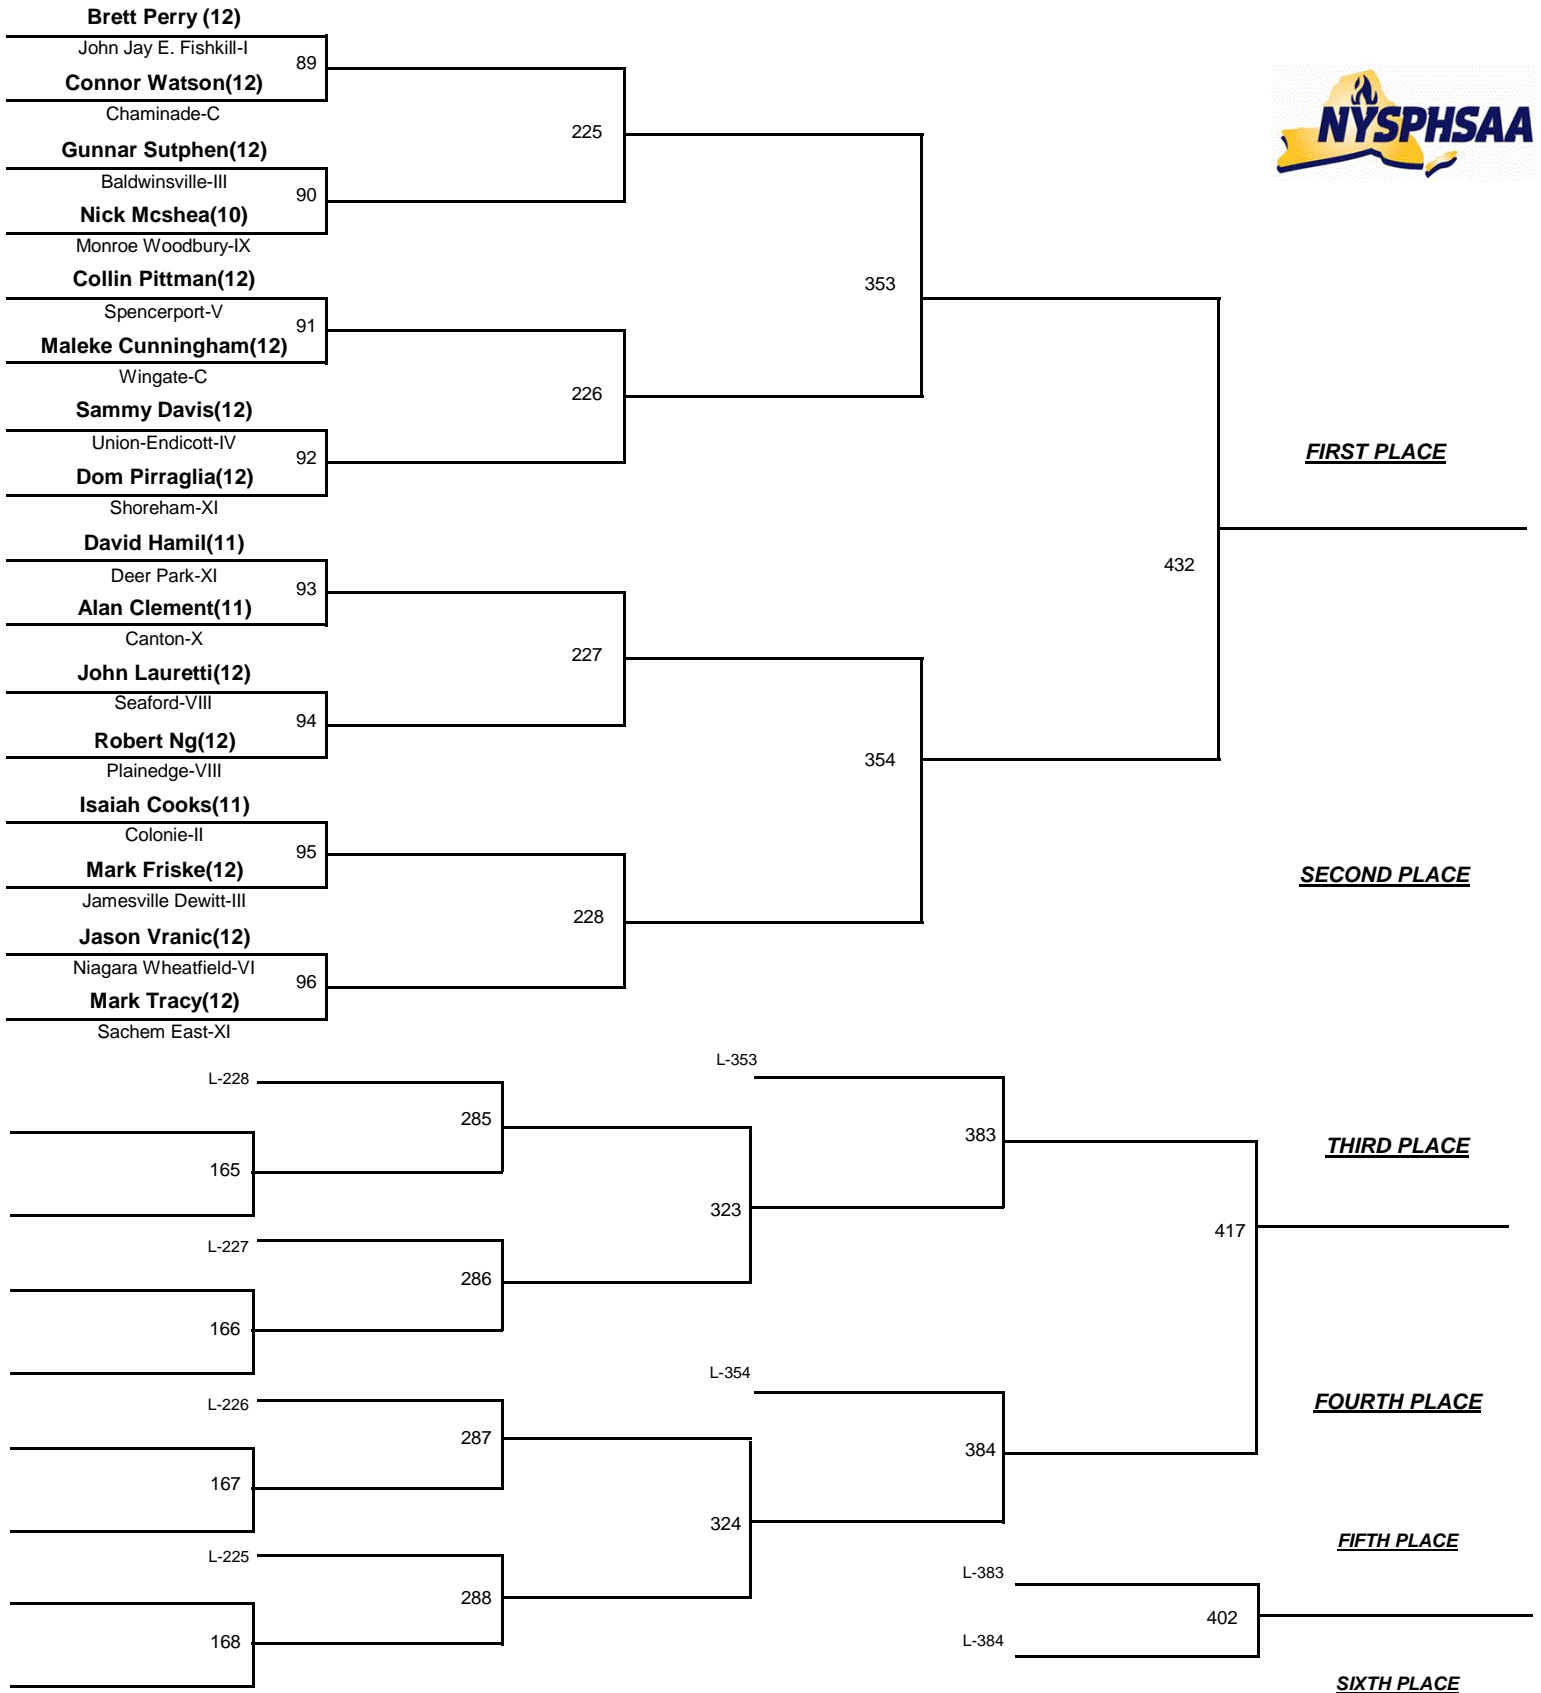 Brett Perry (12)
John Jay E. Fishkill-I
89
Connor Watson(12)
Chaminade-C
225
Gunnar Sutphen(12)
Baldwinsville-III
90
Nick Mcshea(10)
Monroe Woodbury-IX
NYSPHSAA
Collin Pittman(12)
353
Spencerport-V
91
Maleke Cunningham(12)
Wingate-C
226
Sammy Davis(12)
Union-Endicott-IV
92
Dom Pirraglia(12)
Shoreham-XI
FIRST PLACE
David Hamil(11)
Deer Park-XI
93
432
Alan Clement(11)
Canton-X
227
John Lauretti(12)
Seaford-VIII
94
Robert Ng(12)
Plainedge-VIII
354
Isaiah Cooks(11)
Colonie-II
95
Mark Friske(12)
Jamesville Dewitt-III
SECOND PLACE
228
Jason Vranic(12)
Niagara Wheatfield-VI
96
Mark Tracy(12)
Sachem East-XI
L-353
L-228
285
383
THIRD PLACE
165
323
417
L-227
286
166
L-354
L-226
FOURTH PLACE
287
384
167
324
FIFTH PLACE
L-225
L-383
288
402
168
L-384
SIXTH PLACE